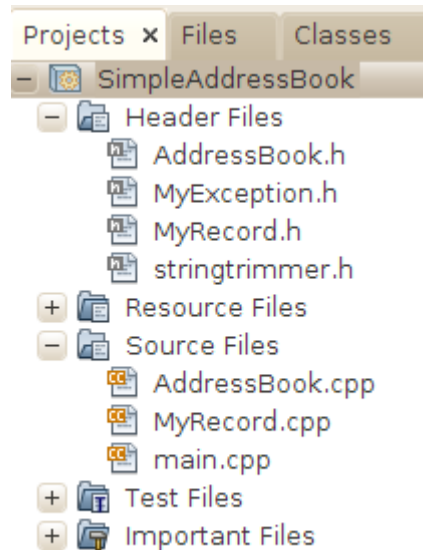 Projects × Files Classes
SimpleAddressBook
Header Files
AddressBook.h
MyException.h
MyRecord.h
stringtrimmer.h
Resource Files
Source Files
AddressBook.cpp
MyRecord.cpp
main.cpp
Test Files
Important Files